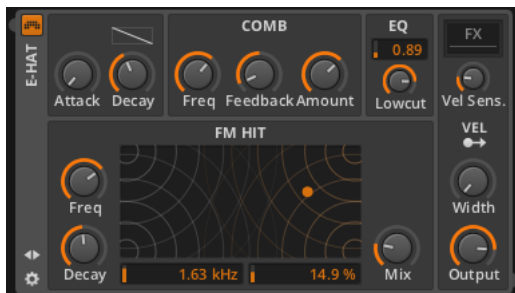 E-HAT
Attack Decay
COMB
Freq Feedback Amount
EQ
0.89
Lowcut
FX
Vel Sens.
VEL
Width
Output
FM HIT
Freq
Decay
1.63 kHz 14.9 %
Mix